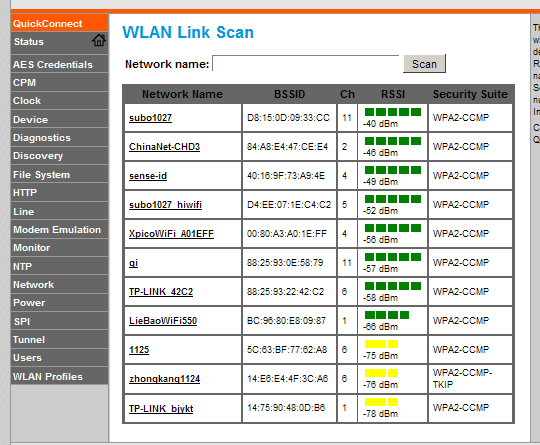 QuickConnect
Status
AES Credentials
CPM
Clock
Device
Diagnostics
Discovery
File System
HTTP
Line
Modem Emulation
Monitor
NTP
Network
Power
SPI
Tunnel
Users
WLAN Profiles
WLAN Link Scan
Network name: Scan
Network Name BSSID Ch RSSI Security Suite
subo1027 D8:15:0D:09:33:CC 11 -40 dBm WPA2-CCMP
ChinaNet-CHD3 84:A8:E4:47:CE:E4 2 -46 dBm WPA2-CCMP
sense-id 40:16:9F:73:A9:4E 4 -49 dBm WPA2-CCMP
subo1027_hiwifi D4:EE:07:1E:C4:C2 5 -52 dBm WPA2-CCMP
XpicoWiFi_A01EFF 00:80:A3:A0:1E:FF 4 -56 dBm WPA2-CCMP
qi 88:25:93:0E:58:79 11 -57 dBm WPA2-CCMP
TP-LINK_42C2 88:25:93:22:42:C2 6 -58 dBm WPA2-CCMP
LieBaoWiFi550 BC:96:80:E8:09:87 1 -66 dBm WPA2-CCMP
1125 5C:63:BF:77:62:A8 6 -75 dBm WPA2-CCMP
zhongkang1124 14:E6:E4:4F:3C:A6 6 -76 dBm WPA2-CCMP-
TKIP
TP-LINK_bjykt 14:75:90:48:0D:B6 1 -78 dBm WPA2-CCMP